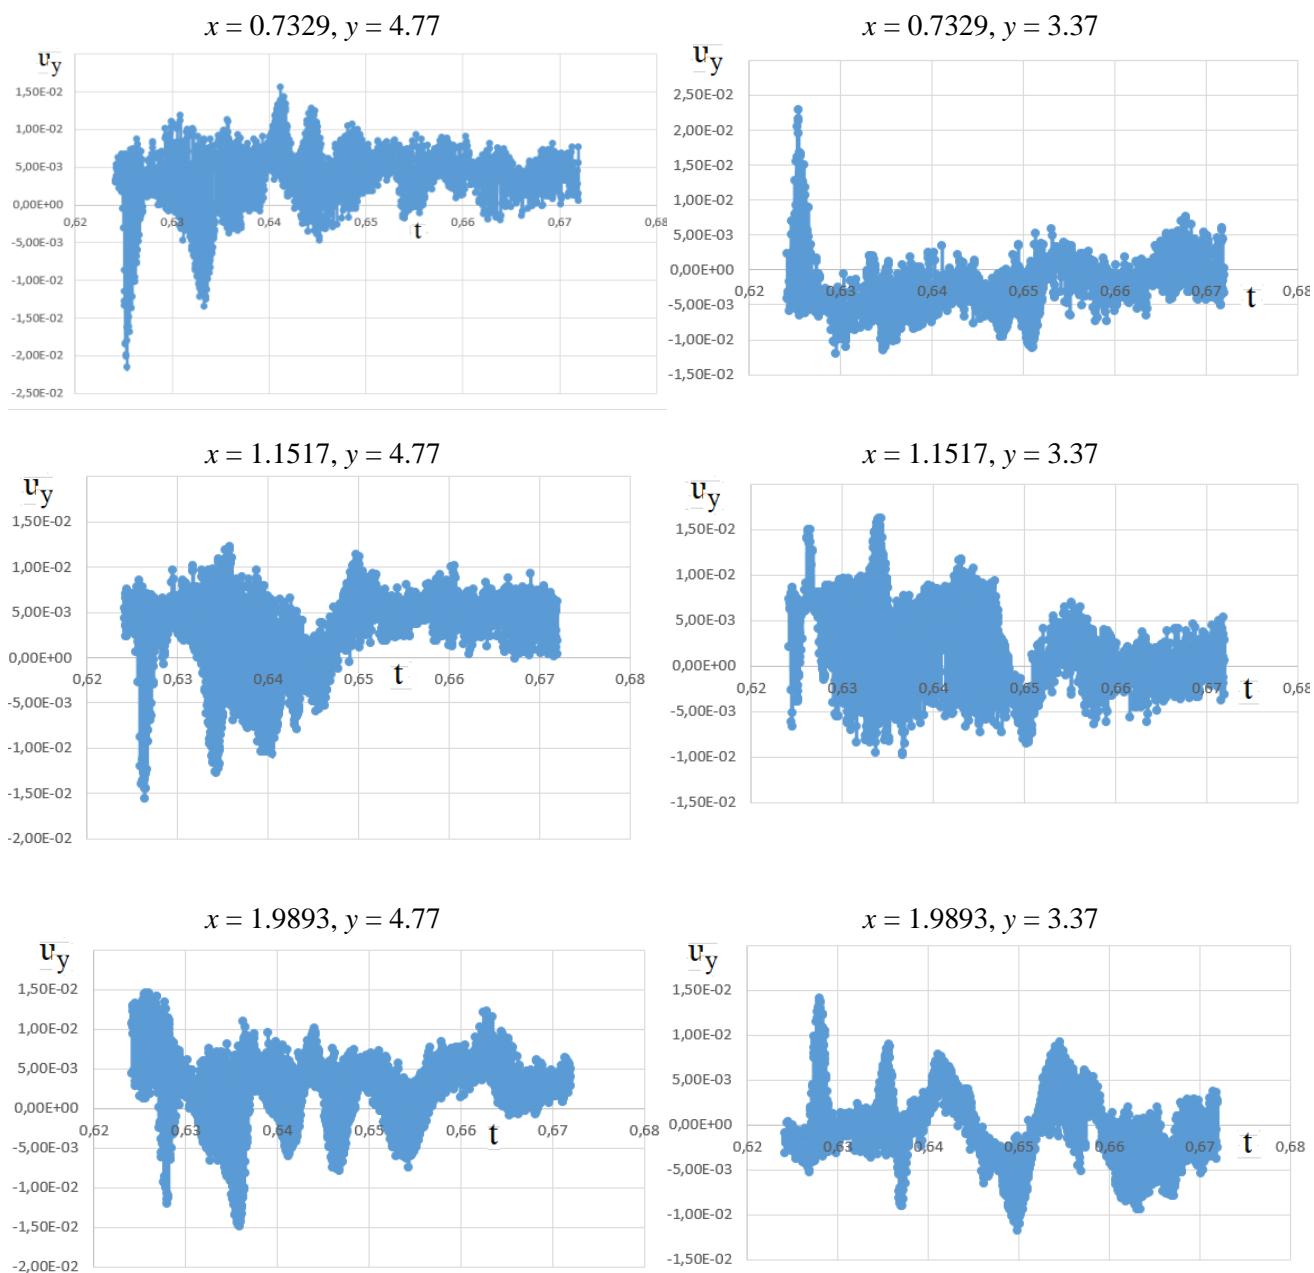 x = 0.7329, y = 4.77
u_y
1,50E-02
1,00E-02
5,00E-03
0,00E+00
0,62 0,63 0,64 0,65 0,66 0,67 0,68
t
-5,00E-03
-1,00E-02
-1,50E-02
-2,00E-02
-2,50E-02
x = 0.7329, y = 3.37
u_y
2,50E-02
2,00E-02
1,50E-02
1,00E-02
5,00E-03
0,00E+00
0,62 0,63 0,64 0,65 0,66 0,67 t 0,68
-5,00E-03
-1,00E-02
-1,50E-02
x = 1.1517, y = 4.77
u_y
1,50E-02
1,00E-02
5,00E-03
0,00E+00
t
0,62 0,63 0,64 0,65 0,66 0,67 0,68
-5,00E-03
-1,00E-02
-1,50E-02
-2,00E-02
x = 1.1517, y = 3.37
u_y
1,50E-02
1,00E-02
5,00E-03
0,00E+00
0,62 0,63 0,64 0,65 0,66 0,67 t 0,68
-5,00E-03
-1,00E-02
-1,50E-02
x = 1.9893, y = 4.77
u_y
1,50E-02
1,00E-02
5,00E-03
0,00E+00
0,62 0,63 0,64 0,65 0,66 t 0,67 0,68
-5,00E-03
-1,00E-02
-1,50E-02
-2,00E-02
x = 1.9893, y = 3.37
u_y
1,50E-02
1,00E-02
5,00E-03
0,00E+00
0,62 0,63 0,64 0,65 0,66 0,67 t 0,68
-5,00E-03
-1,00E-02
-1,50E-02